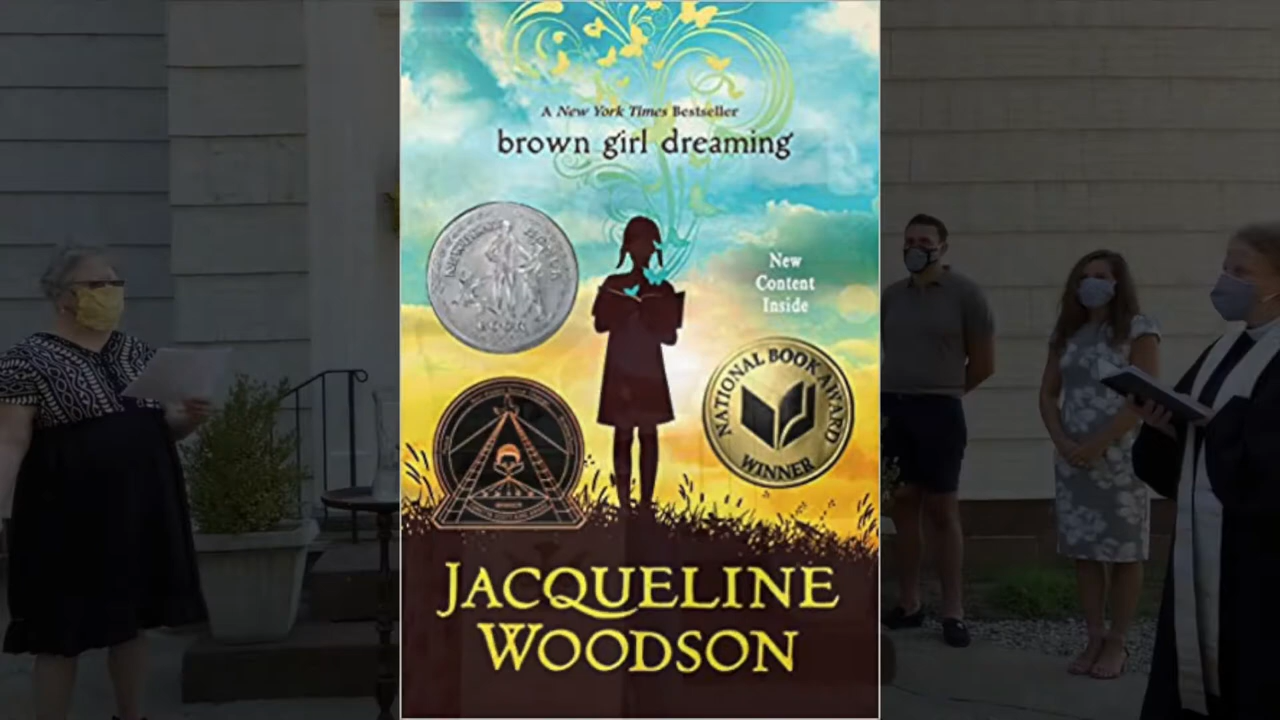 A New York Times Bestseller
brown girl dreaming
New
Content
Inside
NATIONAL BOOK AWARD
WINNER
JACQUELINE
WOODSON